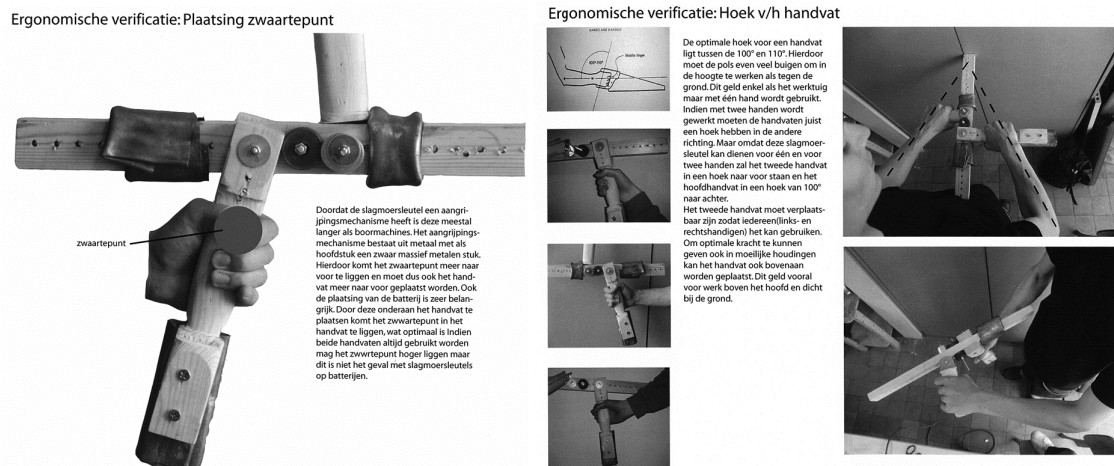 Ergonomische verificatie: Plaatsing zwaartepunt
zwaartepunt
Doordat de slagmoersleutel een aangri-
jpingsmechanisme heeft is deze meestal
langer als boormachines. Het aangrijpings-
mechanisme bestaat uit metaal met als
hoofdstuk een zwaar massief metalen stuk.
Hierdoor komt het zwaartepunt meer naar
voor te liggen en moet dus ook het hand-
vat meer naar voor geplaatst worden. Ook
de plaatsing van de batterij is zeer belan-
grijk. Door deze onderaan het handvat te
plaatsen komt het zwwartepunt in het
handvat te liggen, wat optimaal is Indien
beide handvaten altijd gebruikt worden
mag het zwwrtepunt hoger liggen maar
dit is niet het geval met slagmoersleutels
op batterijen.
Ergonomische verificatie: Hoek v/h handvat
Middle finger
100°-110°
De optimale hoek voor een handvat
ligt tussen de 100° en 110°. Hierdoor
moet de pols even veel buigen om in
de hoogte te werken als tegen de
grond. Dit geld enkel als het werktuig
maar met één hand wordt gebruikt.
Indien met twee handen wordt
gewerkt moeten de handvaten juist
een hoek hebben in de andere
richting. Maar omdat deze slagmoer-
sleutel kan dienen voor één en voor
twee handen zal het tweede handvat
in een hoek naar voor staan en het
hoofdhandvat in een hoek van 100°
naar achter.
Het tweede handvat moet verplaats-
baar zijn zodat iedereen(links- en
rechtshandigen) het kan gebruiken.
Om optimale kracht te kunnen
geven ook in moeilijke houdingen
kan het handvat ook bovenaan
worden geplaatst. Dit geld vooral
voor werk boven het hoofd en dicht
bij de grond.